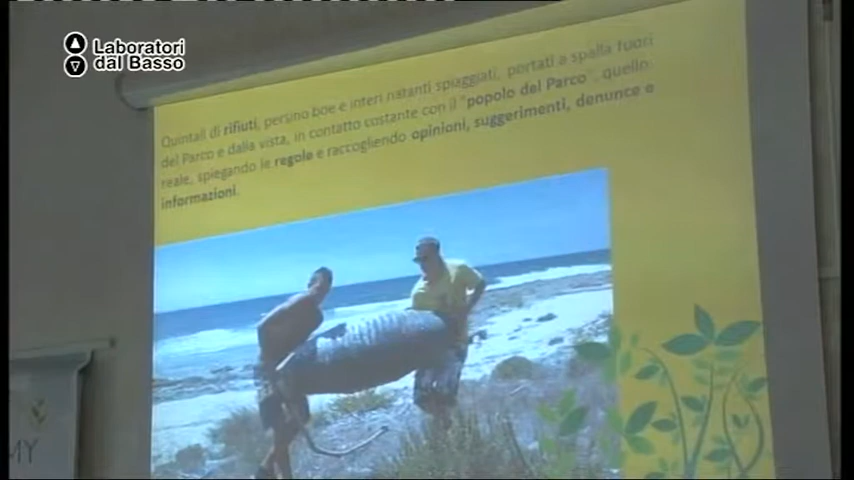 Laboratori
dal Basso
Quintali di rifiuti, persino boe e interi natanti spiaggiati, portati a spalla fuori
del Parco e dalla vista, in contatto costante con il "popolo del Parco", quello
reale, spiegando le regole e raccogliendo opinioni, suggerimenti, denunce e
informazioni.
MY